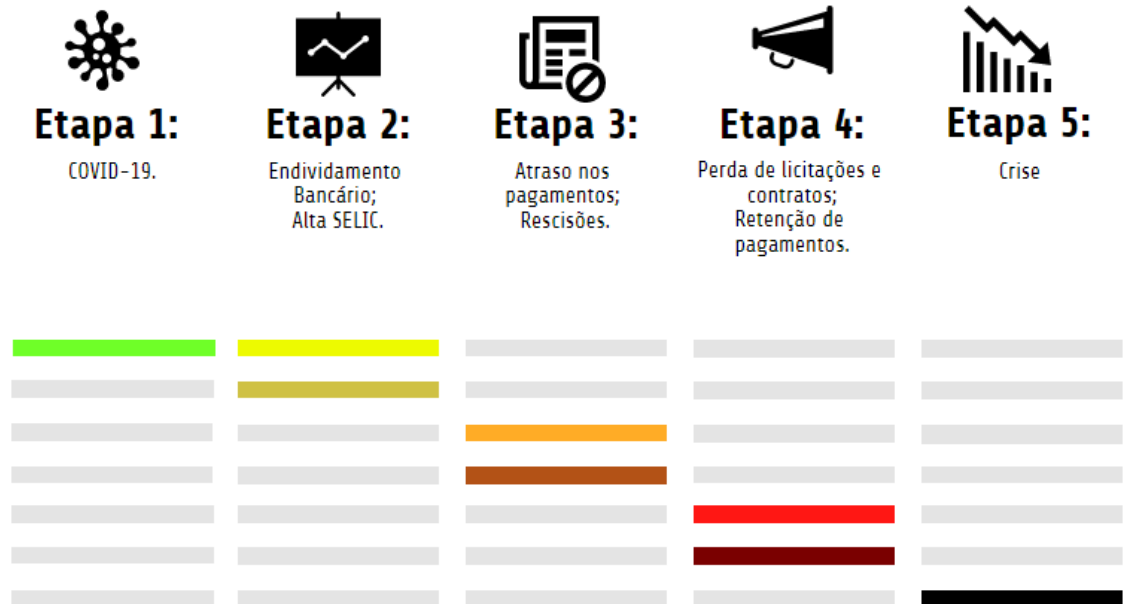 Etapa 1:
COVID-19.
Etapa 2:
Endividamento
Bancário;
Alta SELIC.
Etapa 3:
Atraso nos
pagamentos;
Rescisões.
Etapa 4:
Perda de licitações e
contratos;
Retenção de
pagamentos.
Etapa 5:
Crise